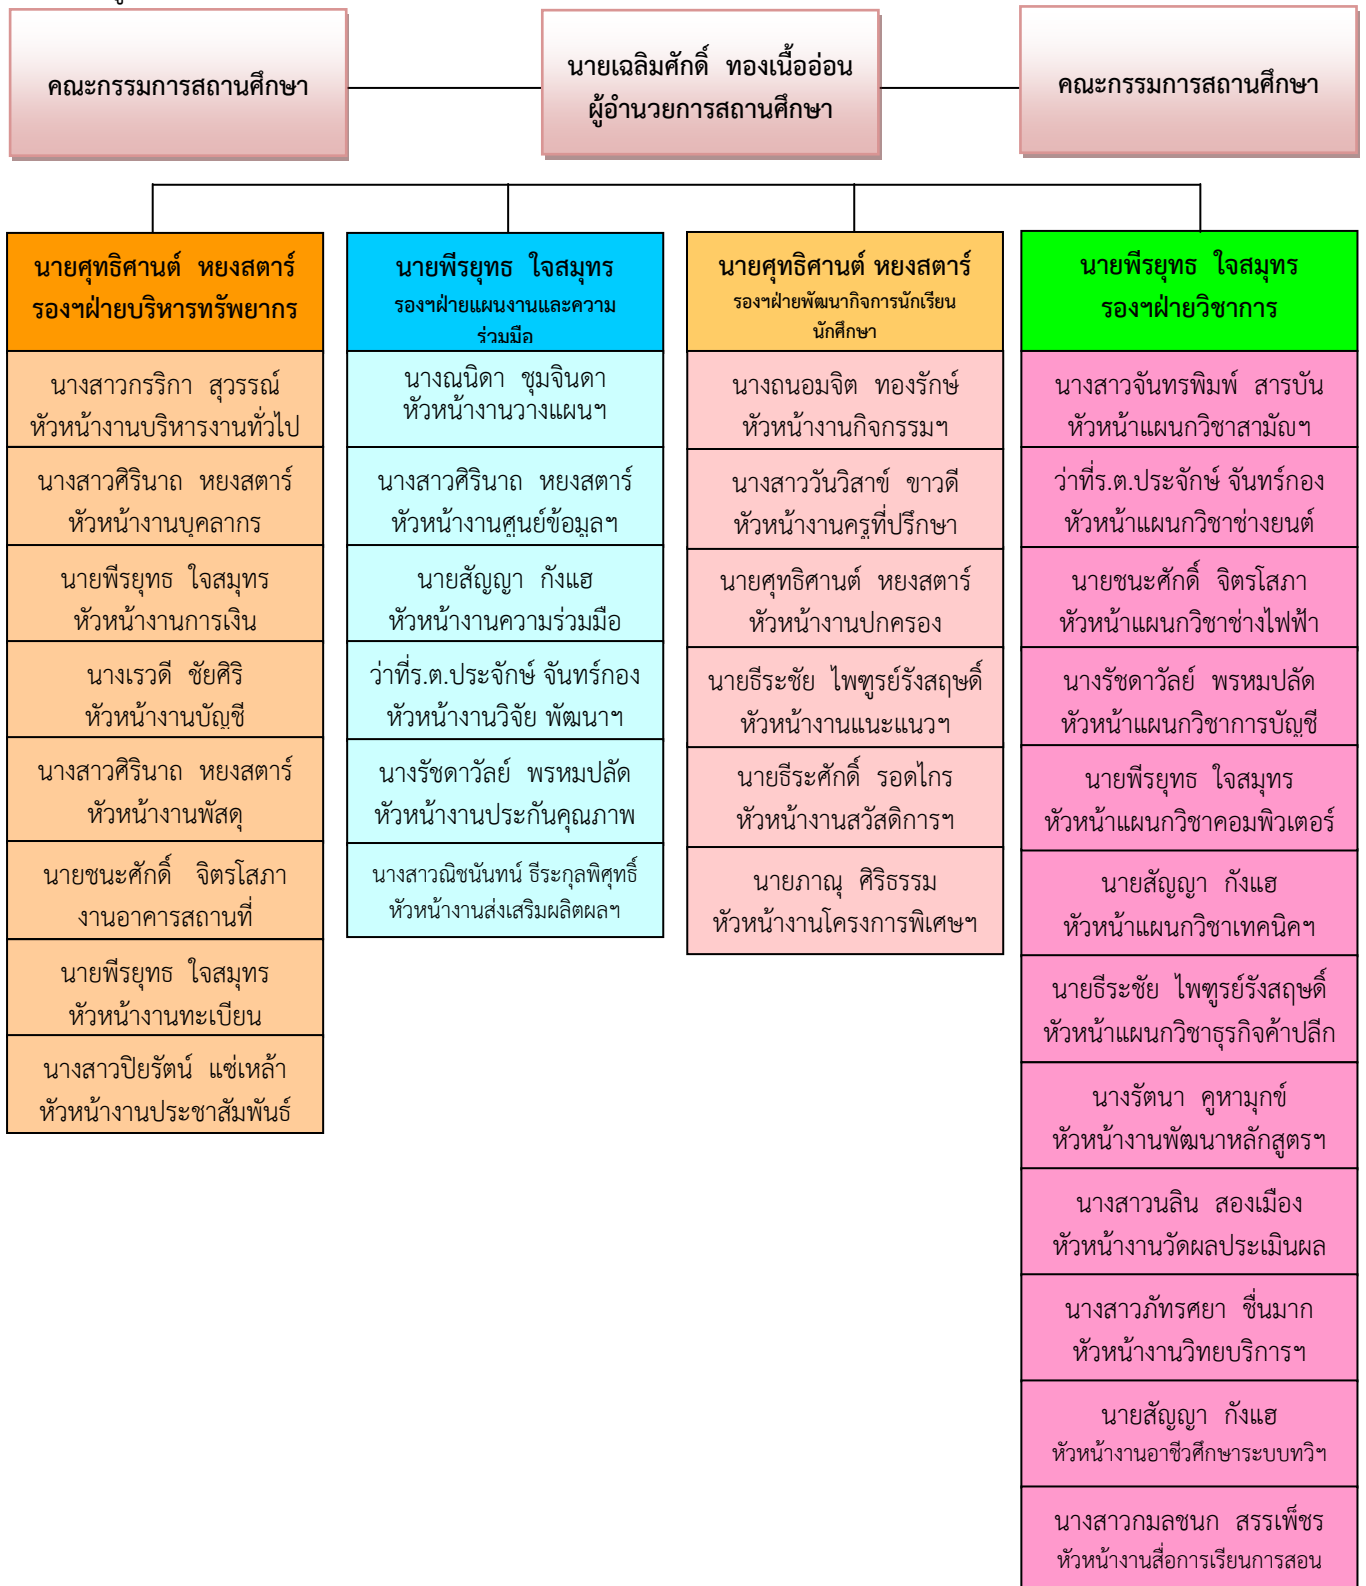 คณะกรรมการสถานศึกษา
นายเฉลิมศักดิ์ ทองเนื้ออ่อน
ผู้อำนวยการสถานศึกษา
คณะกรรมการสถานศึกษา
นายศุทธิศานต์ หยงสตาร์
รองฯฝ่ายบริหารทรัพยากร
นางสาวกรริกา สุวรรณ์
หัวหน้างานบริหารงานทั่วไป
นางสาวศิรินาถ หยงสตาร์
หัวหน้างานบุคลากร
นายพีรยุทธ ใจสมุทร
หัวหน้างานการเงิน
นางเรวดี ชัยศิริ
หัวหน้างานบัญชี
นางสาวศิรินาถ หยงสตาร์
หัวหน้างานพัสดุ
นายชนะศักดิ์ จิตรโสภา
งานอาคารสถานที่
นายพีรยุทธ ใจสมุทร
หัวหน้างานทะเบียน
นางสาวปิยรัตน์ แซ่เหล้า
หัวหน้างานประชาสัมพันธ์
นายพีรยุทธ ใจสมุทร
รองฯฝ่ายแผนงานและความ
ร่วมมือ
นางณนิดา ชุมจินดา
หัวหน้างานวางแผนฯ
นางสาวศิรินาถ หยงสตาร์
หัวหน้างานศูนย์ข้อมูลฯ
นายสัญญา กังแฮ
หัวหน้างานความร่วมมือ
ว่าที่ร.ต.ประจักษ์ จันทร์กอง
หัวหน้างานวิจัย พัฒนาฯ
นางรัชดาวัลย์ พรหมปลัด
หัวหน้างานประกันคุณภาพ
นางสาวณิชนันทน์ ธีระกุลพิศุทธิ์
หัวหน้างานส่งเสริมผลิตผลฯ
นายศุทธิศานต์ หยงสตาร์
รองฯฝ่ายพัฒนากิจการนักเรียน
นักศึกษา
นางถนอมจิต ทองรักษ์
หัวหน้างานกิจกรรมฯ
นางสาววันวิสาข์ ขาวดี
หัวหน้างานครูที่ปรึกษา
นายศุทธิศานต์ หยงสตาร์
หัวหน้างานปกครอง
นายธีระชัย ไพฑูรย์รังสฤษดิ์
หัวหน้างานแนะแนวฯ
นายธีระศักดิ์ รอดไกร
หัวหน้างานสวัสดิการฯ
นายภาณุ ศิริธรรม
หัวหน้างานโครงการพิเศษฯ
นายพีรยุทธ ใจสมุทร
รองฯฝ่ายวิชาการ
นางสาวจันทรพิมพ์ สารบัน
หัวหน้าแผนกวิชาสามัญฯ
ว่าที่ร.ต.ประจักษ์ จันทร์กอง
หัวหน้าแผนกวิชาช่างยนต์
นายชนะศักดิ์ จิตรโสภา
หัวหน้าแผนกวิชาช่างไฟฟ้า
นางรัชดาวัลย์ พรหมปลัด
หัวหน้าแผนกวิชาการบัญชี
นายพีรยุทธ ใจสมุทร
หัวหน้าแผนกวิชาคอมพิวเตอร์
นายสัญญา กังแฮ
หัวหน้าแผนกวิชาเทคนิคฯ
นายธีระชัย ไพฑูรย์รังสฤษดิ์
หัวหน้าแผนกวิชาธุรกิจค้าปลีก
นางรัตนา คูหามุกข์
หัวหน้างานพัฒนาหลักสูตรฯ
นางสาวนลิน สองเมือง
หัวหน้างานวัดผลประเมินผล
นางสาวภัทรศยา ชื่นมาก
หัวหน้างานวิทยบริการฯ
นายสัญญา กังแฮ
หัวหน้างานอาชีวศึกษาระบบทวิฯ
นางสาวกมลชนก สรรเพ็ชร
หัวหน้างานสื่อการเรียนการสอน